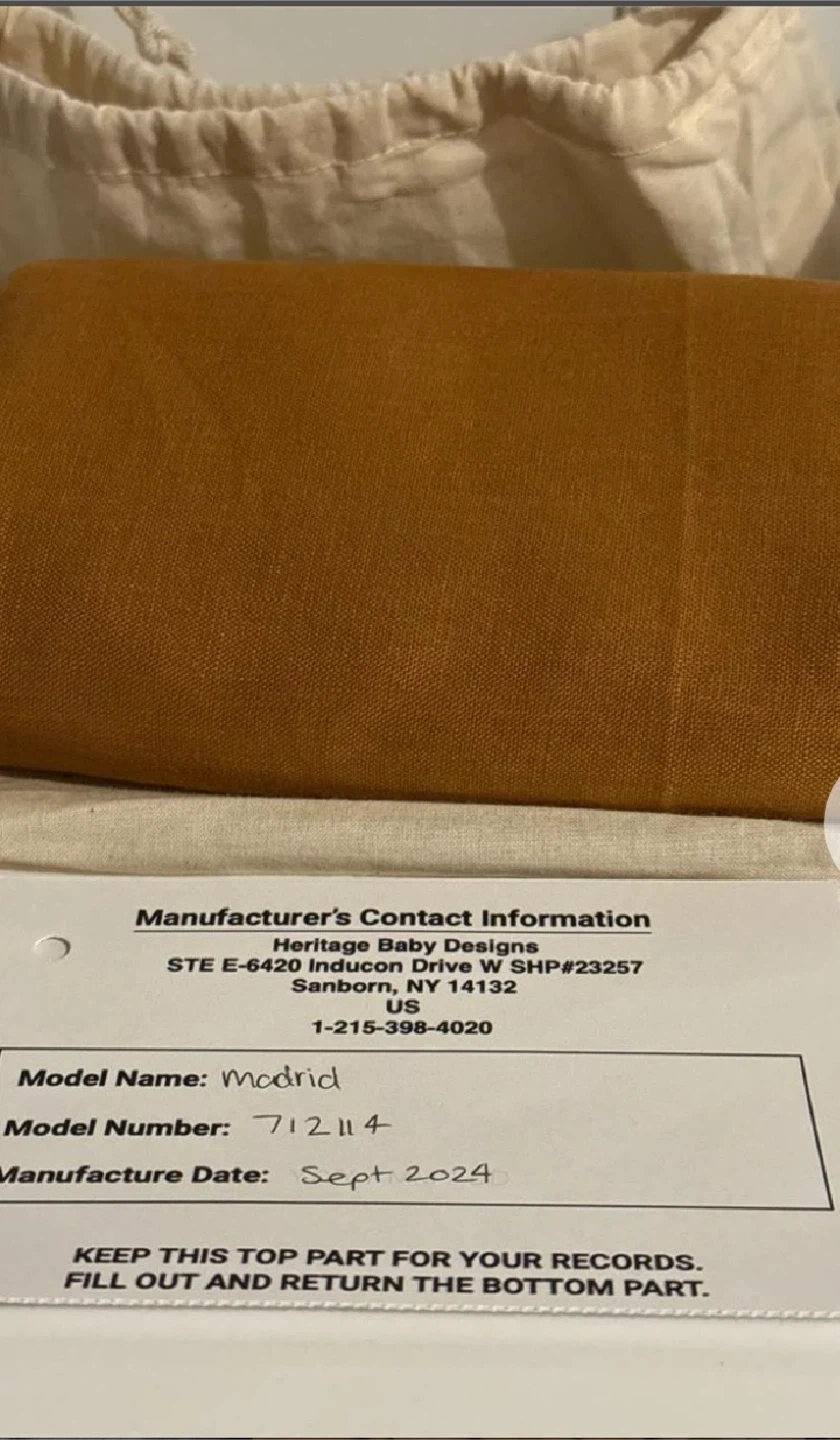 Manufacturer's Contact Information
Heritage Baby Designs
STE E-6420 Inducon Drive W SHP#23257
Sanborn, NY 14132
US
1-215-398-4020
Model Name: Madrid
Model Number: 712114
Manufacture Date: Sept 2024
KEEP THIS TOP PART FOR YOUR RECORDS.
FILL OUT AND RETURN THE BOTTOM PART.